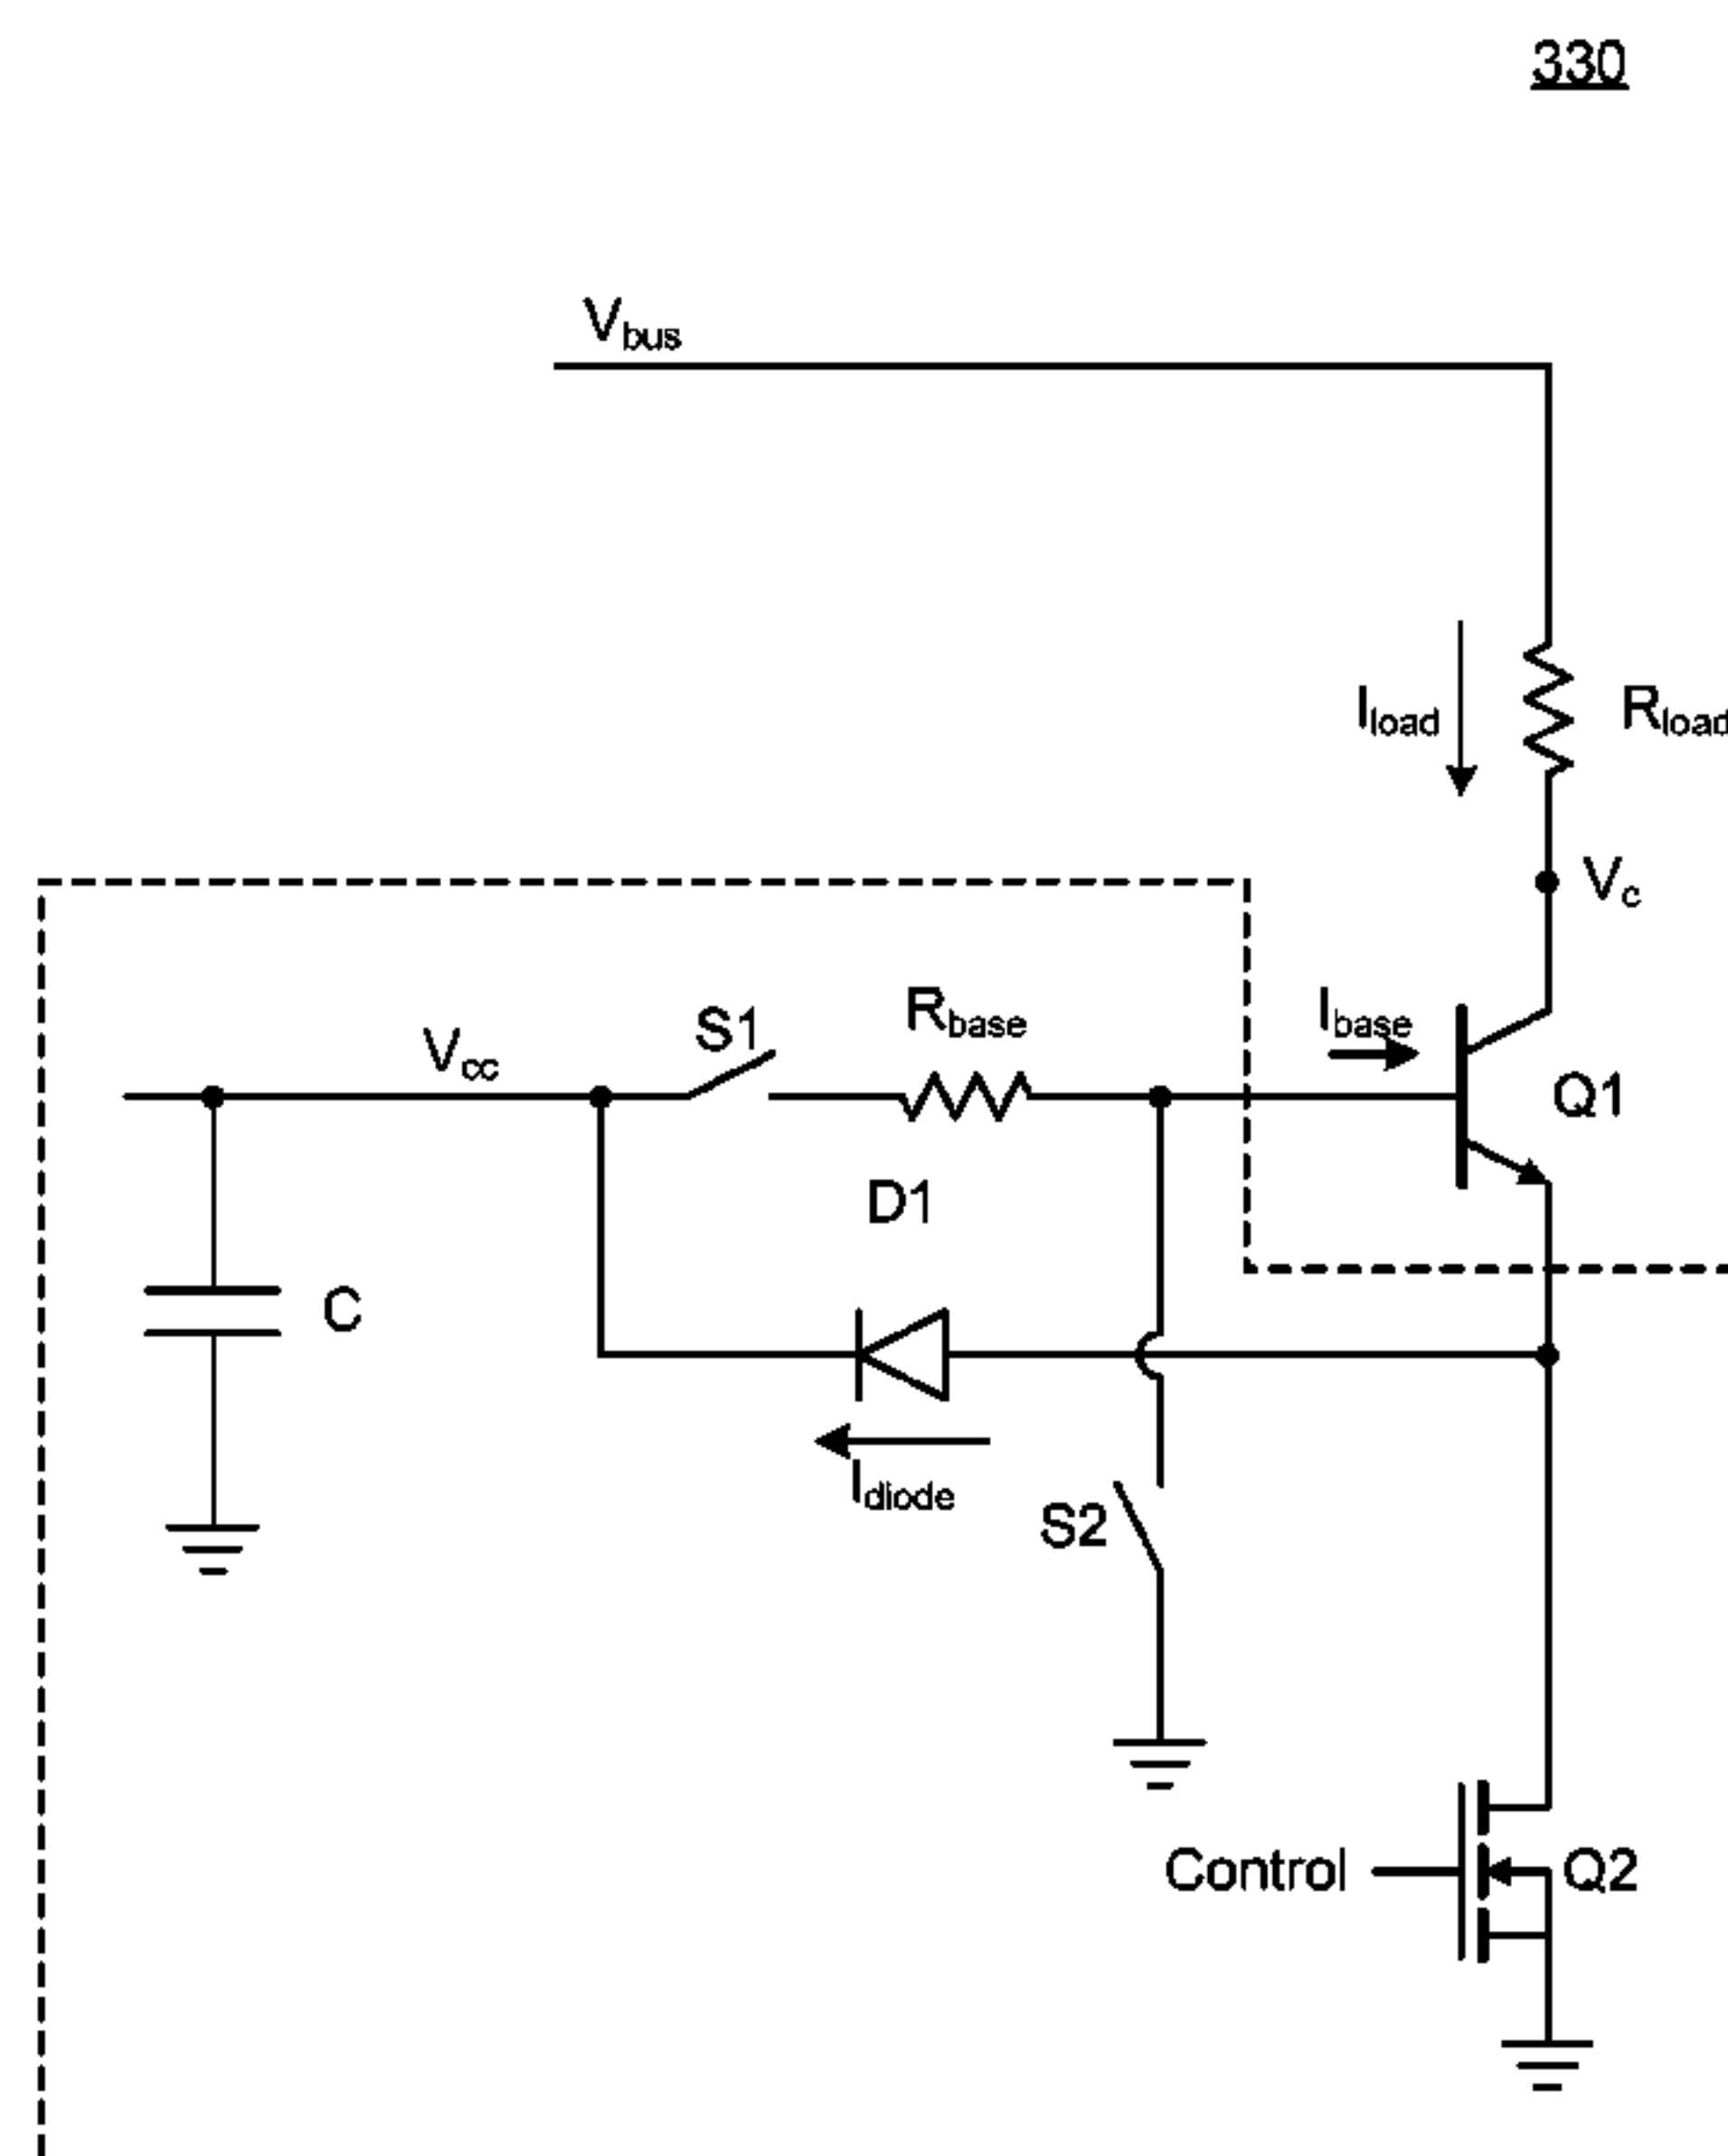 330
Vbus
Iload
Rload
Vc
Ibase
Rbase
S1
Vcc
Q1
D1
C
Idiode
S2
Control
Q2